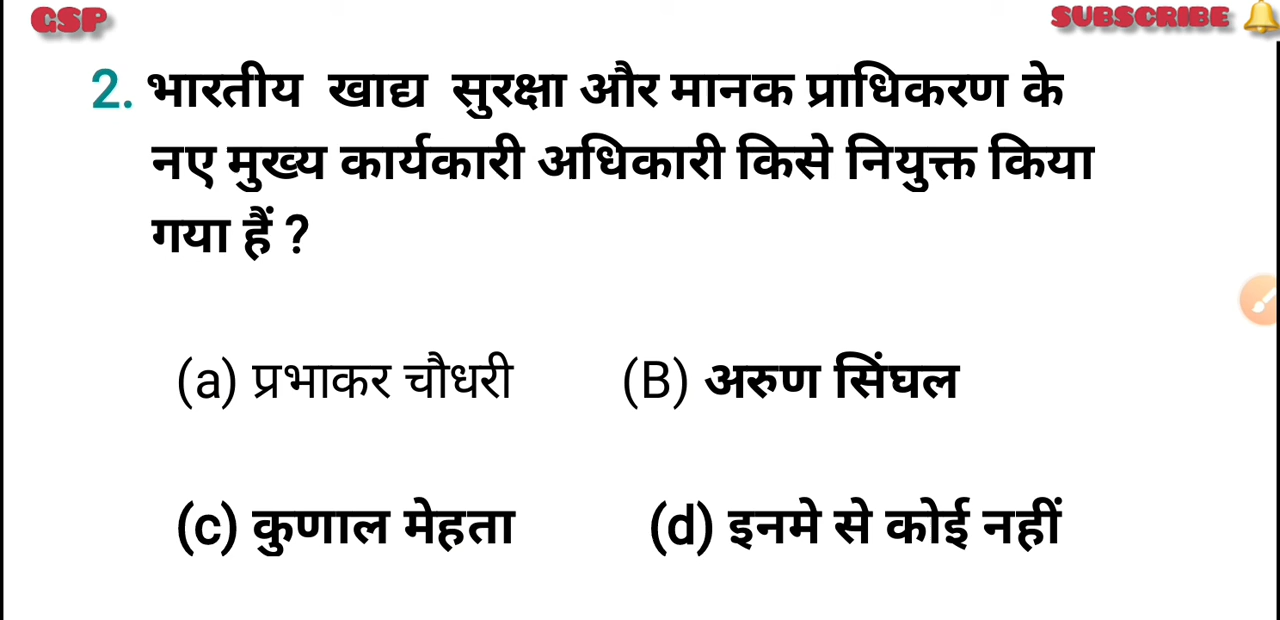 GSP
SUBSCRIBE
2. भारतीय खाद्य सुरक्षा और मानक प्राधिकरण के
नए मुख्य कार्यकारी अधिकारी किसे नियुक्त किया
गया हैं ?
(a) प्रभाकर चौधरी (B) अरुण सिंघल
(c) कुणाल मेहता (d) इनमे से कोई नहीं